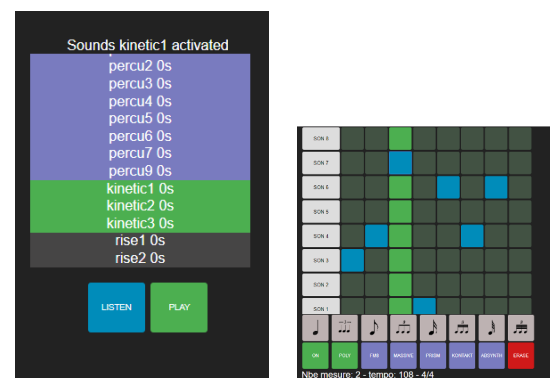 Sounds kinetic1 activated
percu2 0s
percu3 0s
percu4 0s
percu5 0s
percu6 0s
percu7 0s
percu9 0s
kinetic1 0s
kinetic2 0s
kinetic3 0s
rise1 0s
rise2 0s
LISTEN PLAY
SON 8
SON 7
SON 6
SON 5
SON 4
SON 3
SON 2
SON 1
ON POLY FM8 MASSIVE PRISM KONTAKT ADDYNTH ERASE
Nbe mesure: 2 - tempo: 108 - 4/4